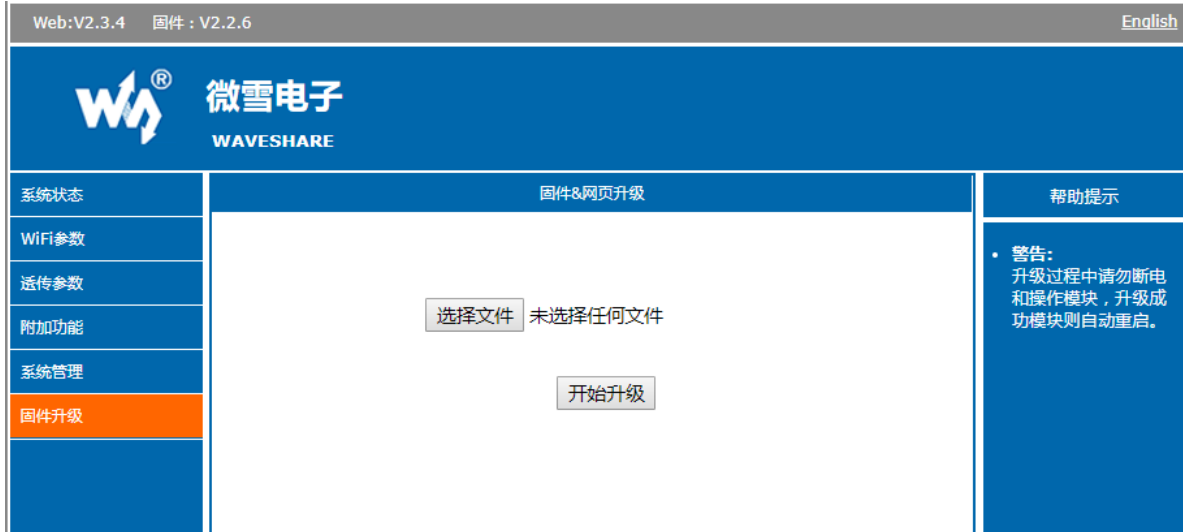 Web:V2.3.4 固件：V2.2.6 English
W ®
微雪电子
WAVESHARE
系统状态
WiFi参数
透传参数
附加功能
系统管理
固件升级
固件&网页升级
选择文件 未选择任何文件
开始升级
帮助提示
• 警告:
升级过程中请勿断电
和操作模块，升级成
功模块则自动重启。